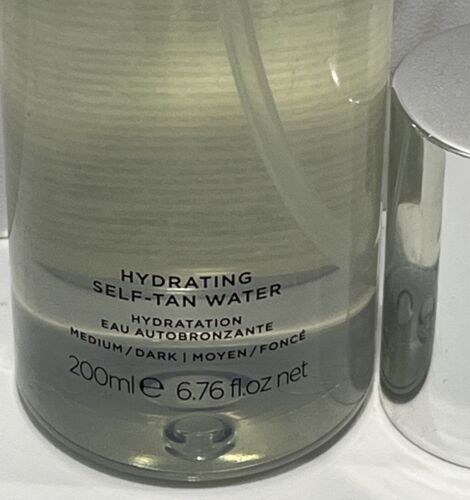 HYDRATING
SELF-TAN WATER
HYDRATATION
EAU AUTOBRONZANTE
MEDIUM/DARK | MOYEN/FONCÉ
200ml e 6.76 fl.oz net